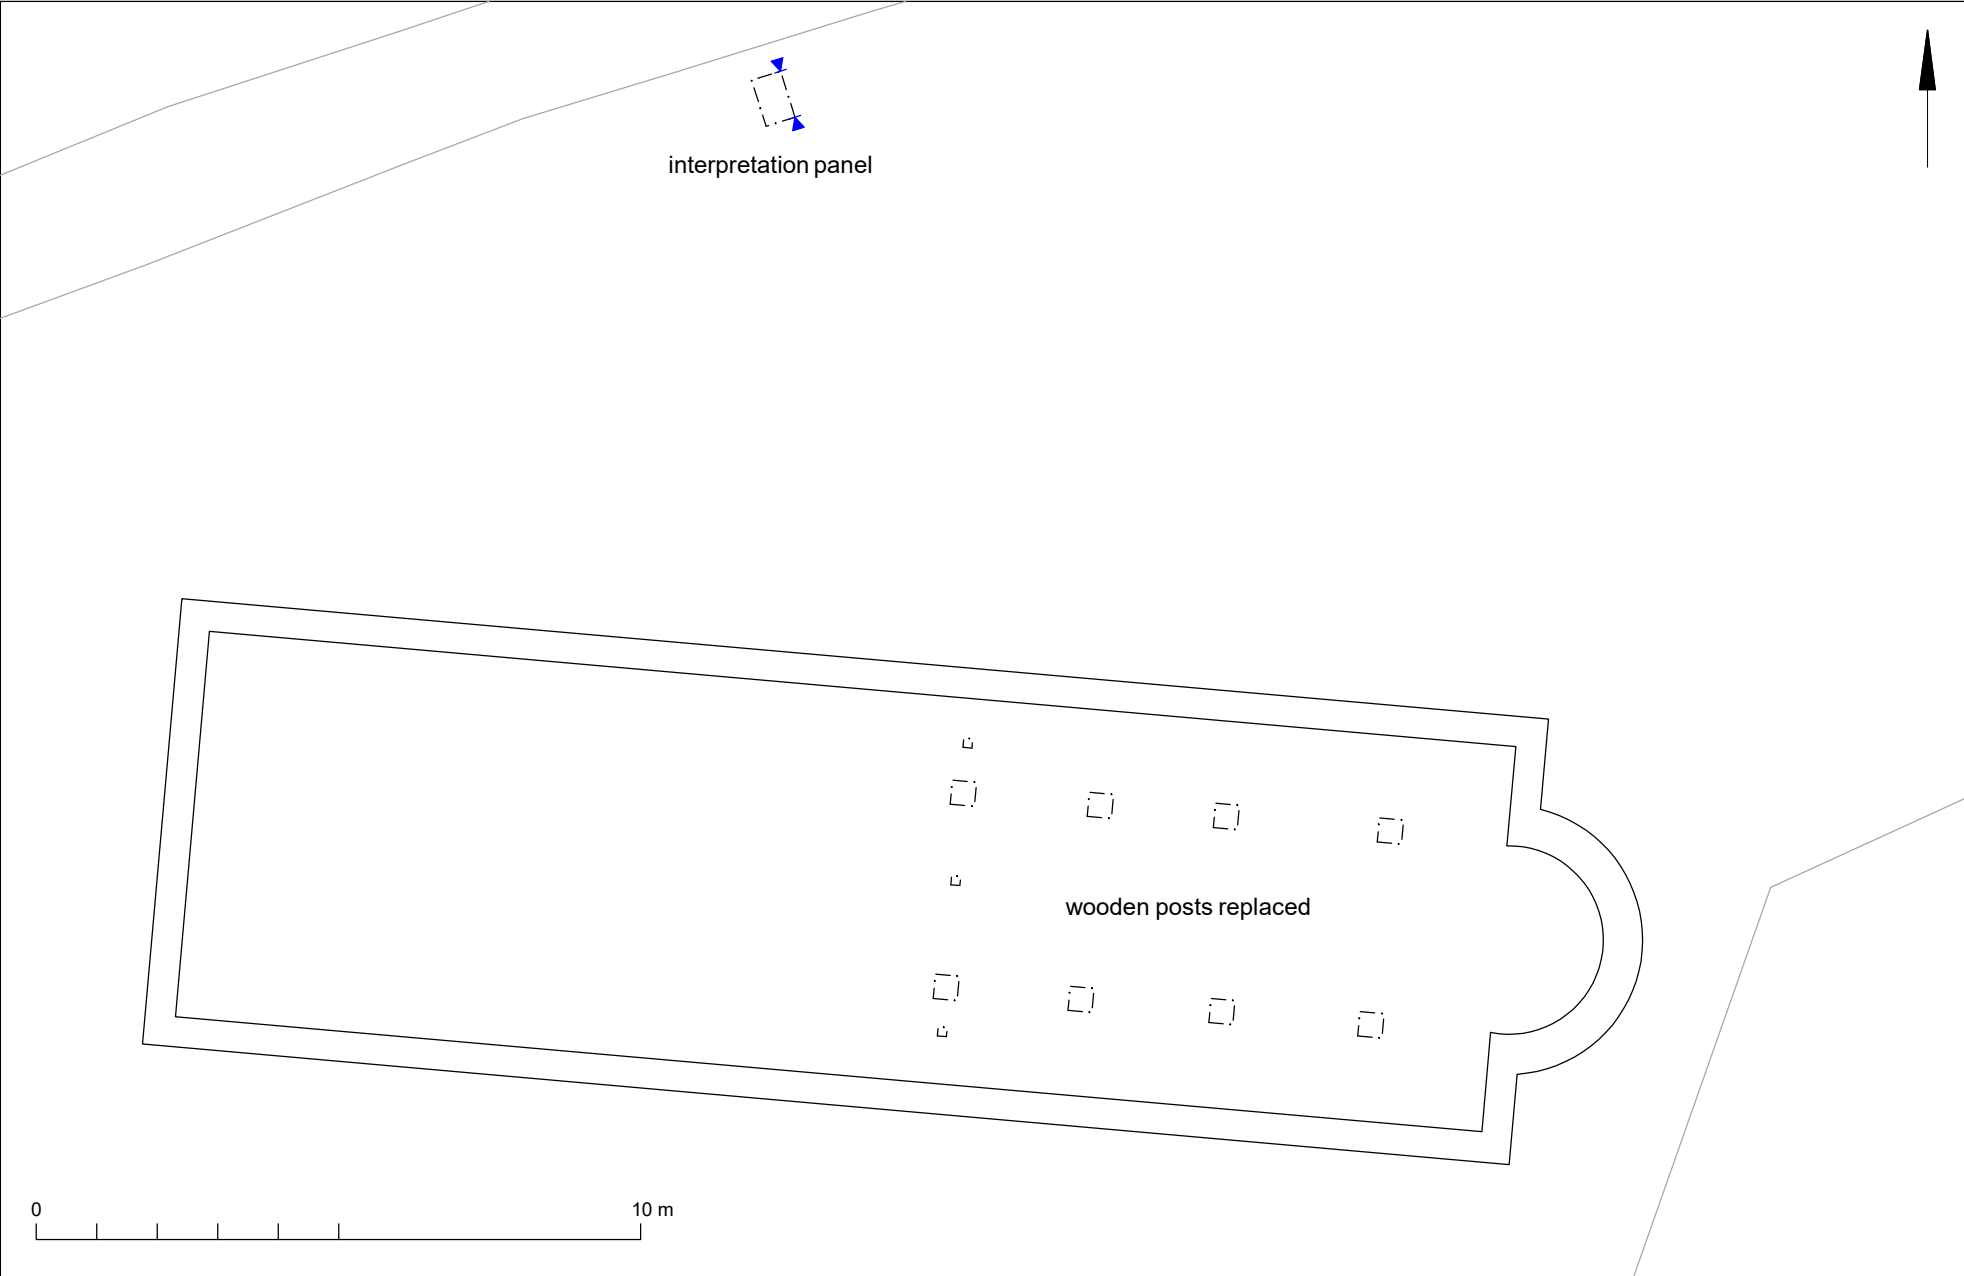 interpretation panel
wooden posts replaced
0
10 m